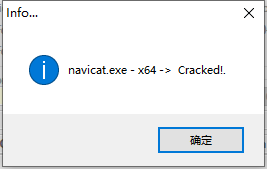 Info...
navicat.exe - x64 -> Cracked!.
确定